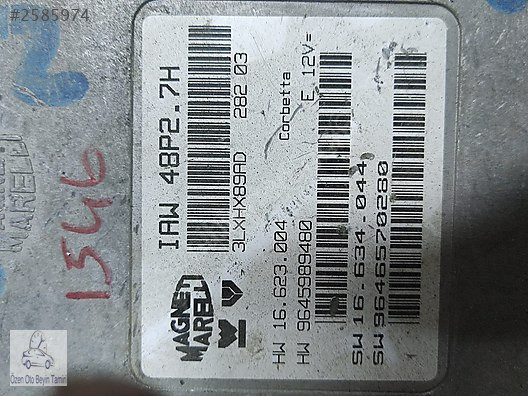 #2585974
1546
MAGNETI
MARELLI
IAW 48P2.7H
3LXHX89AD 282 03
Corbetta
E 12V=
HW 16.623.004
HW 9645989480
SW 16.634.044
SW 9646570280
MARELLI
Özen Oto Beyin Tamiri